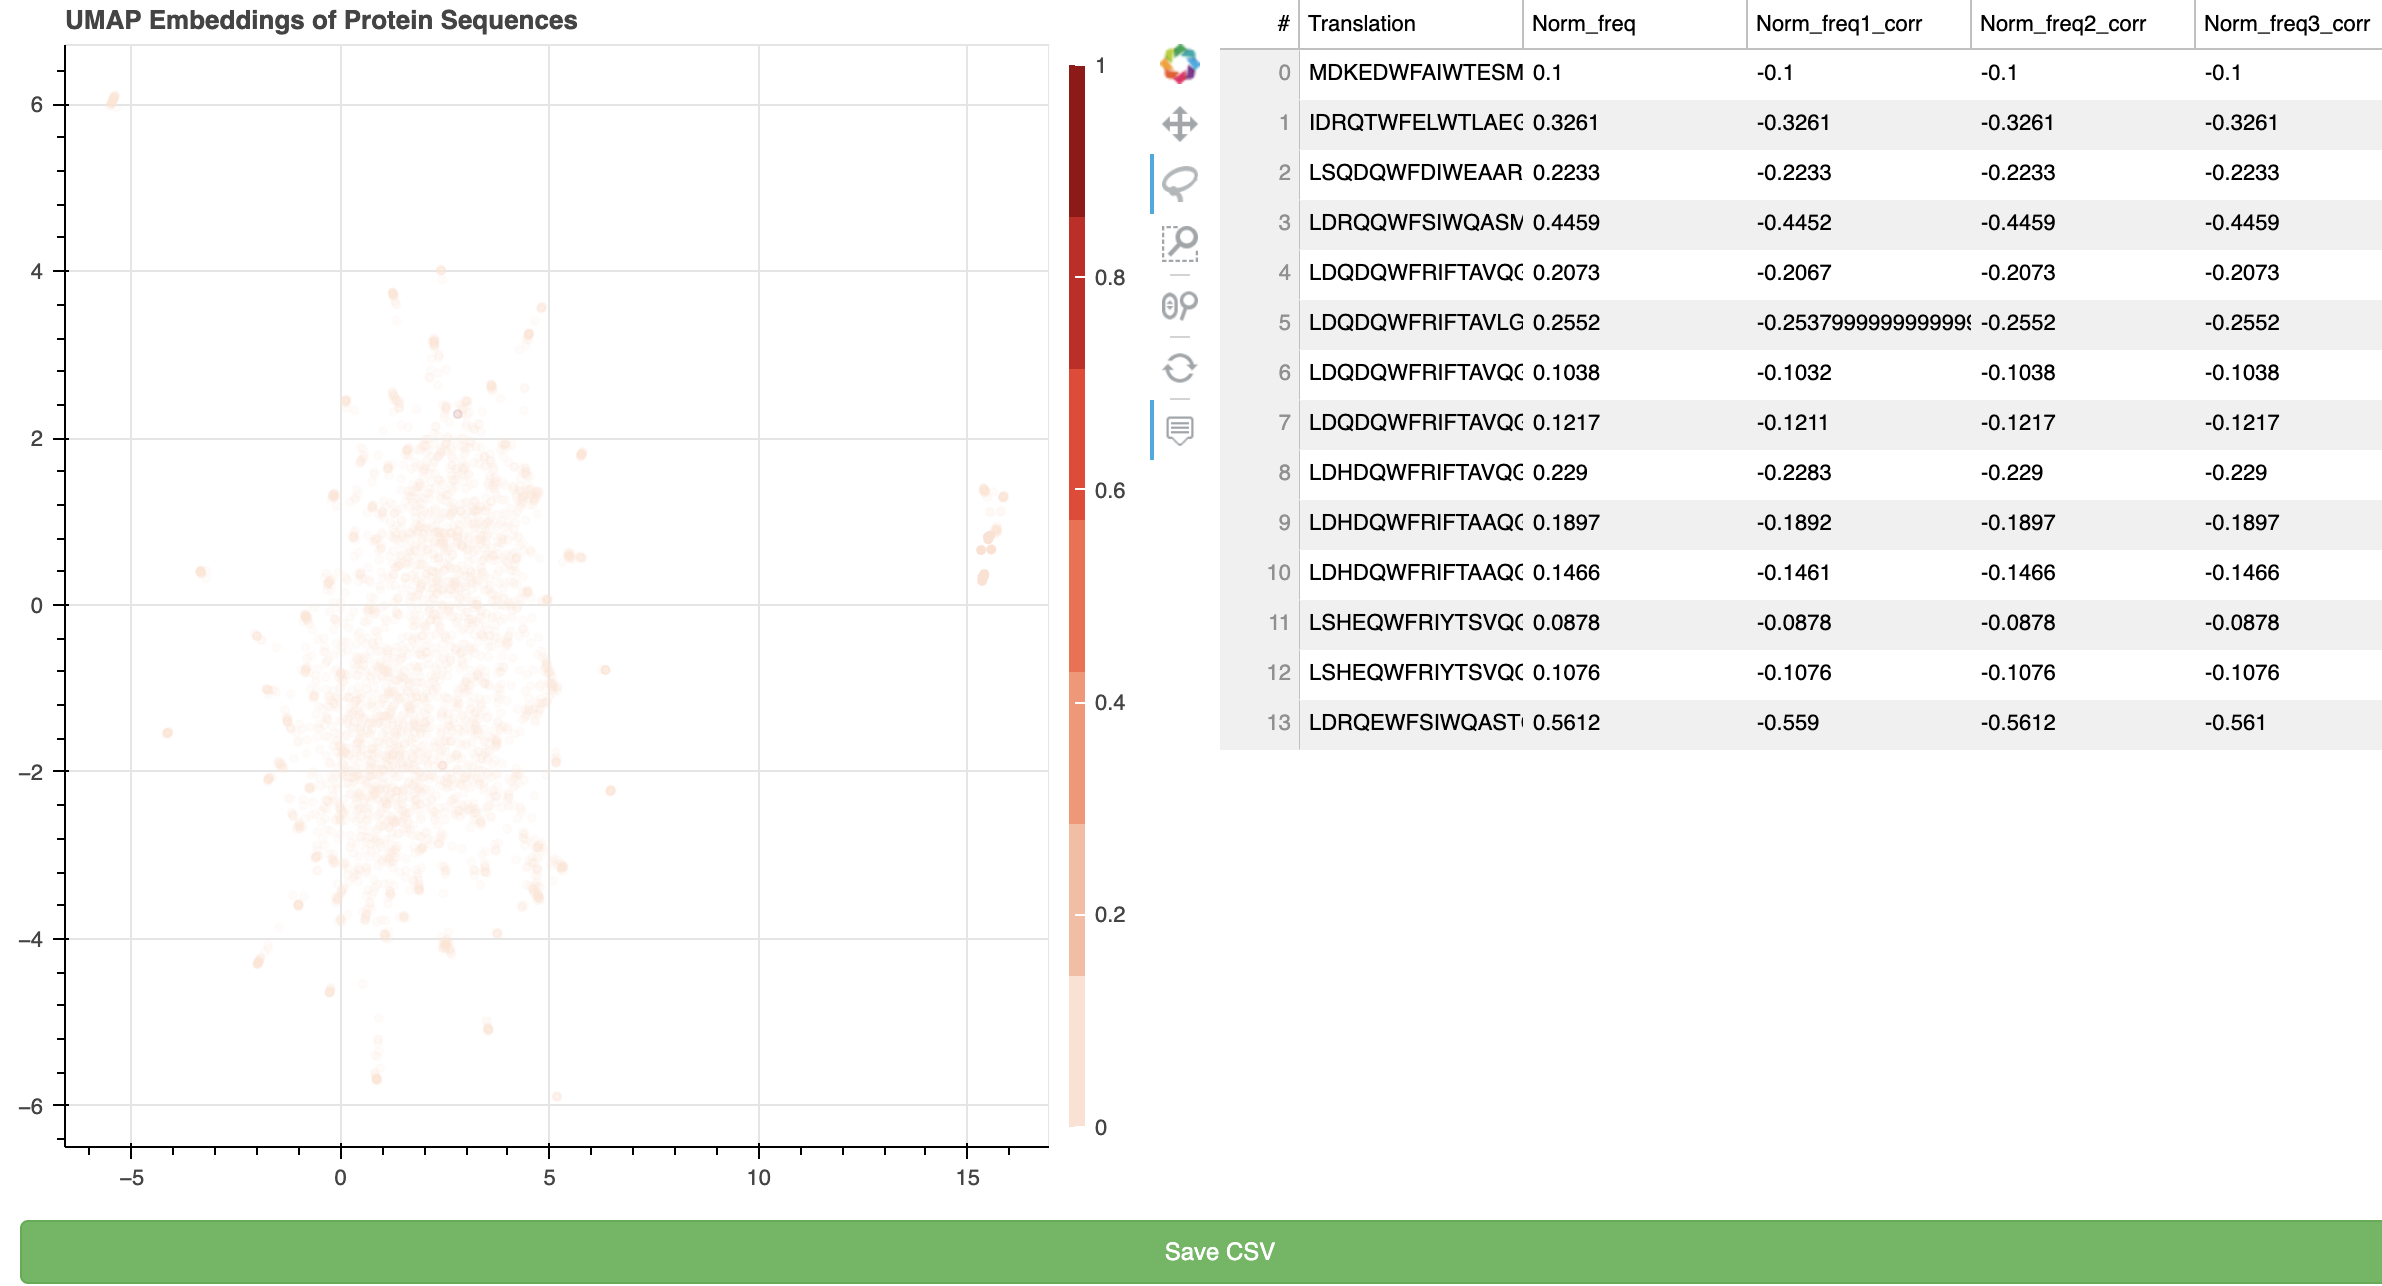 UMAP Embeddings of Protein Sequences
6
4
2
0
−2
−4
−6
−5 0 5 10 15
1
0.8
0.6
0.4
0.2
0
# Translation Norm_freq Norm_freq1_corr Norm_freq2_corr Norm_freq3_corr
0 MDKEDWFAIWTESM 0.1 -0.1 -0.1 -0.1
1 IDRQTWFELWTLAEG 0.3261 -0.3261 -0.3261 -0.3261
2 LSQDQWFDIWEAAR 0.2233 -0.2233 -0.2233 -0.2233
3 LDRQQWFSIWQASM 0.4459 -0.4452 -0.4459 -0.4459
4 LDQDQWFRIFTAVQG 0.2073 -0.2067 -0.2073 -0.2073
5 LDQDQWFRIFTAVLG 0.2552 -0.2537999999999999 -0.2552 -0.2552
6 LDQDQWFRIFTAVQG 0.1038 -0.1032 -0.1038 -0.1038
7 LDQDQWFRIFTAVQG 0.1217 -0.1211 -0.1217 -0.1217
8 LDHDQWFRIFTAVQG 0.229 -0.2283 -0.229 -0.229
9 LDHDQWFRIFTAAQG 0.1897 -0.1892 -0.1897 -0.1897
10 LDHDQWFRIFTAAQG 0.1466 -0.1461 -0.1466 -0.1466
11 LSHEQWFRIYTSVQG 0.0878 -0.0878 -0.0878 -0.0878
12 LSHEQWFRIYTSVQG 0.1076 -0.1076 -0.1076 -0.1076
13 LDRQEWFSIWQAST 0.5612 -0.559 -0.5612 -0.561
Save CSV